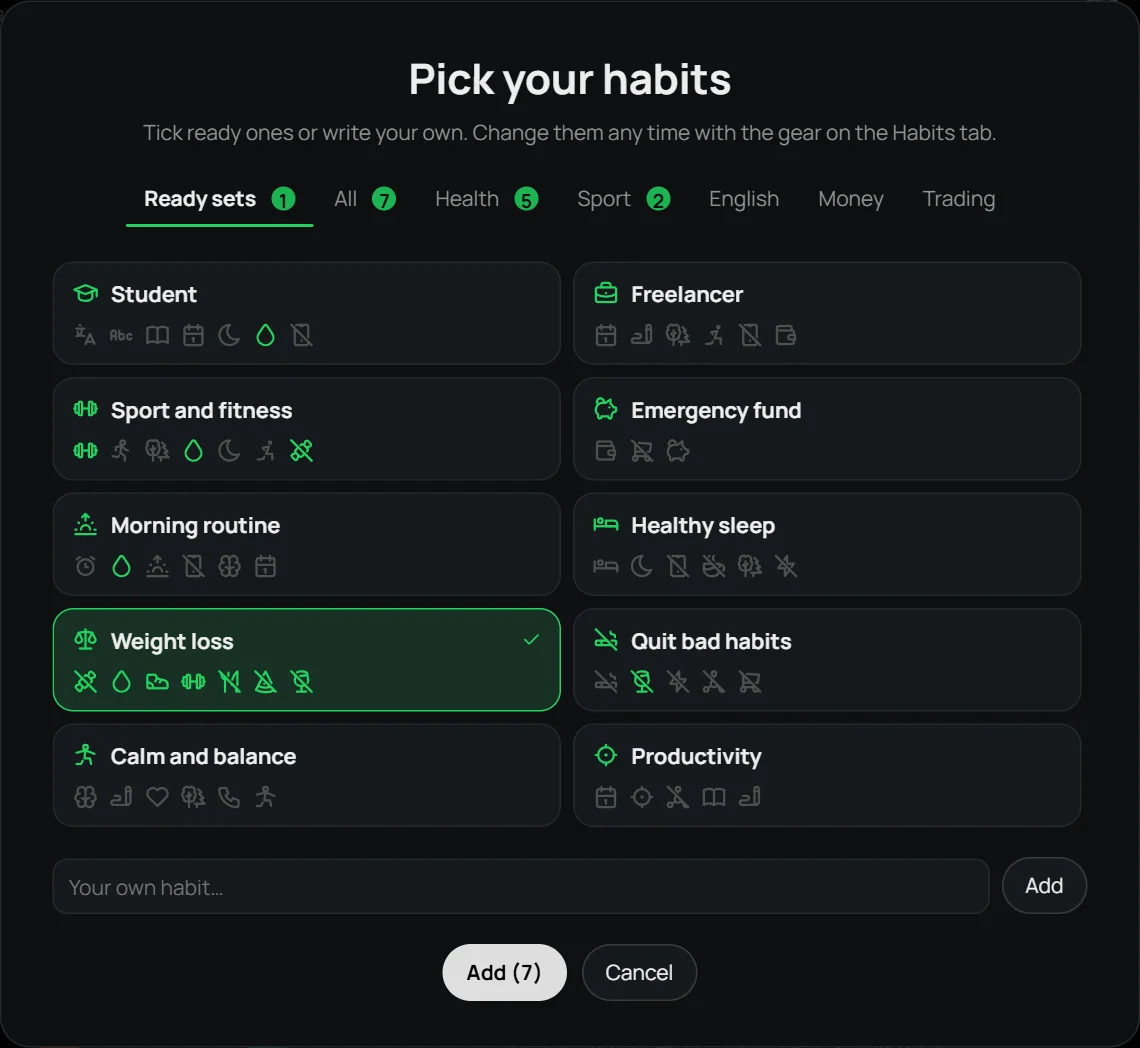 Pick your habits
Tick ready ones or write your own. Change them any time with the gear on the Habits tab.
Ready sets 1 All 7 Health 5 Sport 2 English Money Trading
Student Freelancer
Abc
Sport and fitness Emergency fund
Morning routine Healthy sleep
Weight loss Quit bad habits
Calm and balance Productivity
Your own habit... Add
Add (7) Cancel